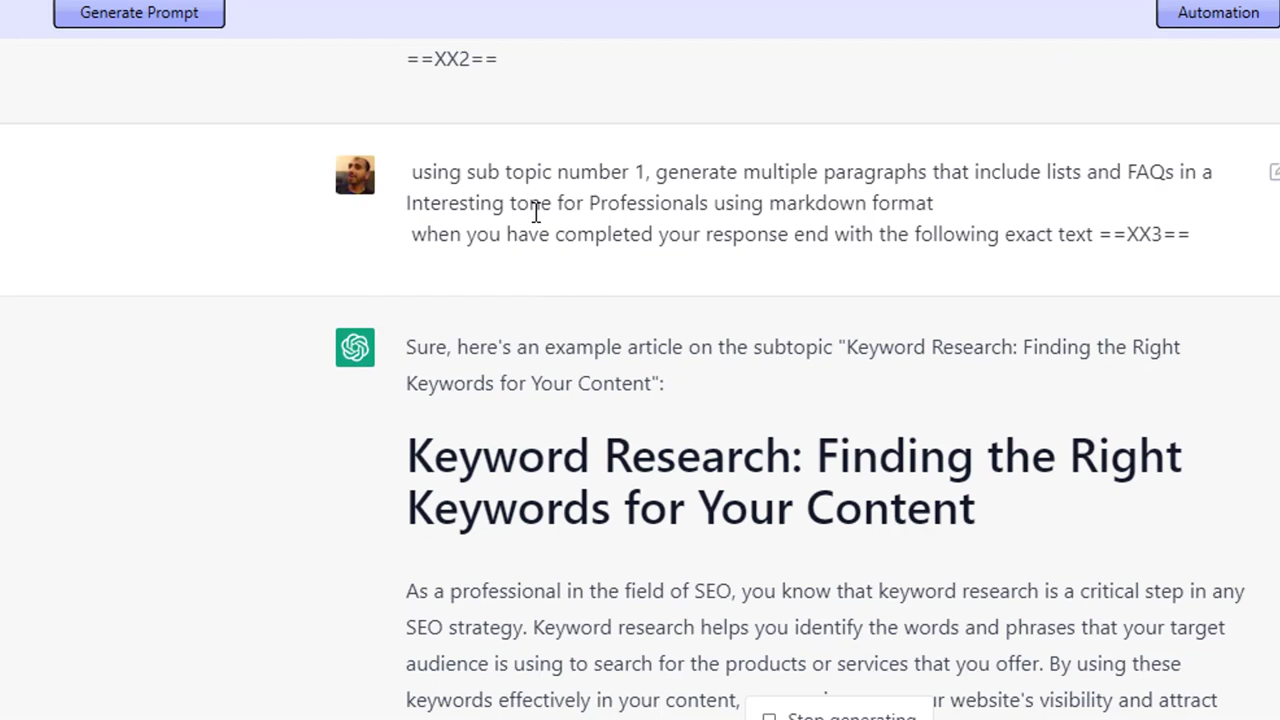 Generate Prompt
Automation
==XX2==
using sub topic number 1, generate multiple paragraphs that include lists and FAQs in a
Interesting tone for Professionals using markdown format
when you have completed your response end with the following exact text ==XX3==
Sure, here's an example article on the subtopic "Keyword Research: Finding the Right
Keywords for Your Content":
Keyword Research: Finding the Right
Keywords for Your Content
As a professional in the field of SEO, you know that keyword research is a critical step in any
SEO strategy. Keyword research helps you identify the words and phrases that your target
audience is using to search for the products or services that you offer. By using these
keywords effectively in your content, website's visibility and attract
Stop generating